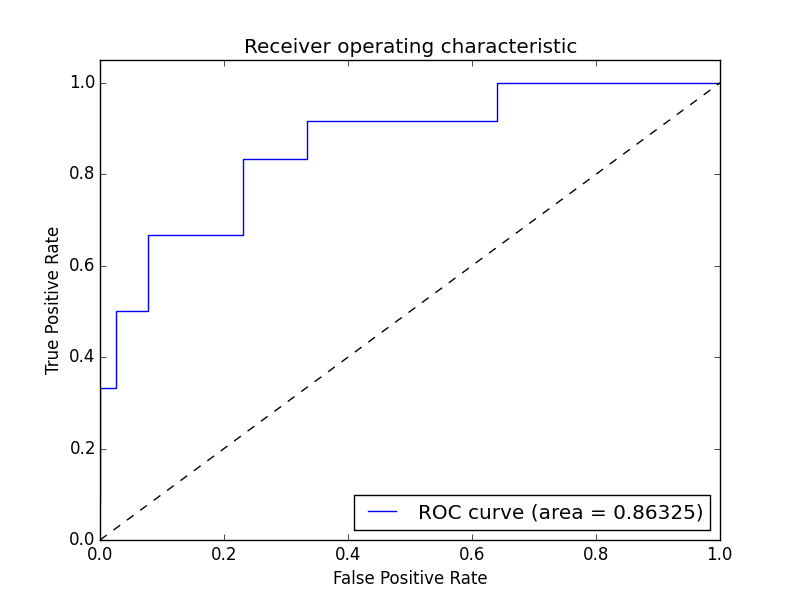 Receiver operating characteristic
1.0
0.8
0.6
0.4
0.2
0.0
True Positive Rate
ROC curve (area = 0.86325)
0.0 0.2 0.4 0.6 0.8 1.0
False Positive Rate